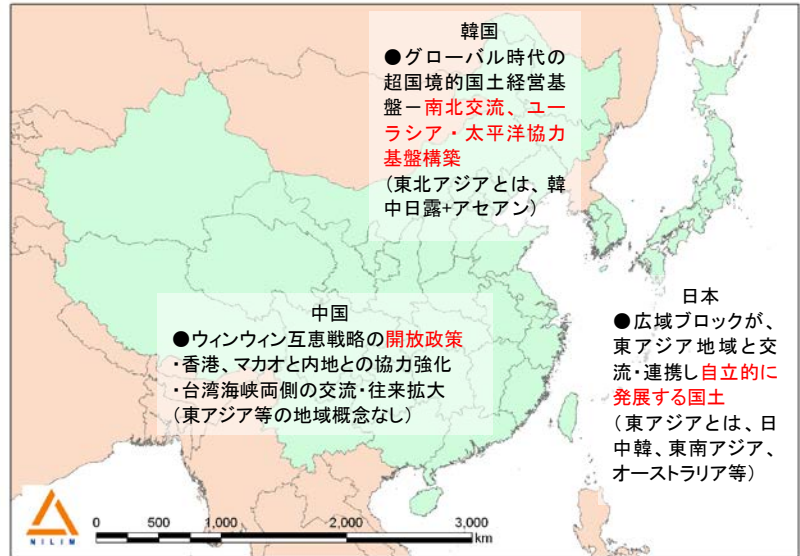 韓国
●グローバル時代の
超国境的国土経営基
盤－南北交流、ユー
ラシア・太平洋協力
基盤構築
(東北アジアとは、韓
中日露+アセアン)
中国
●ウィンウィン互恵戦略の開放政策
・香港、マカオと内地との協力強化
・台湾海峡両側の交流・往来拡大
(東アジア等の地域概念なし)
日本
●広域ブロックが、
東アジア地域と交
流・連携し自立的に
発展する国土
(東アジアとは、日
中韓、東南アジア、
オーストラリア等)
NILIM
0 500 1,000 2,000 3,000
km